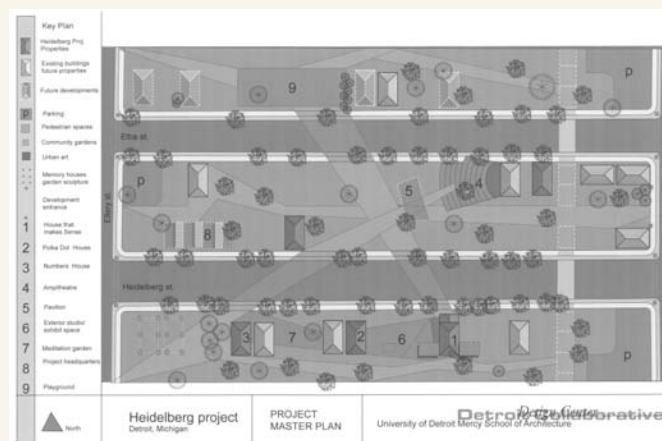 Key Plan
Heidelberg Proj.
Properties
Existing buildings
future properties
Future developments
P
Parking
Pedestrian spaces
Community gardens
Urban art
Memory houses
garden sculpture
Development
entrance
1
House that
makes Sense
2
Polka Dot House
3
Numbers House
4
Ampitheatre
5
Pavilion
6
Exterior studio/
exhibit space
7
Meditation garden
8
Project headquarters
9
Playground
9
p
Elba st.
Ellery st.
p
5
4
8
Heidelberg st.
3
7
2
6
1
p
North
Heidelberg project
Detroit, Michigan
PROJECT
MASTER PLAN
Detroit Collaborative
Design Center
University of Detroit Mercy School of Architecture